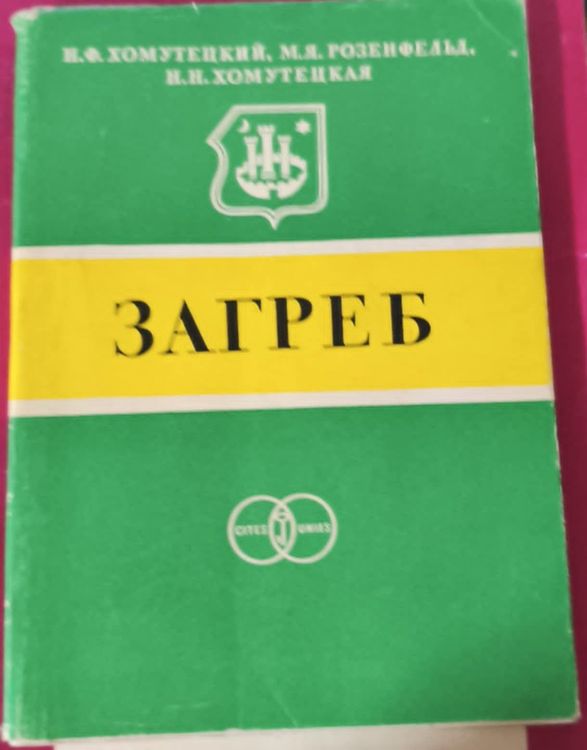 Н.Ф. ХОМУТЕЦКИЙ, М.Я. РОЗЕНФЕЛЬД,
Н.Н. ХОМУТЕЦКАЯ
ЗАГРЕБ
CITES UNIES